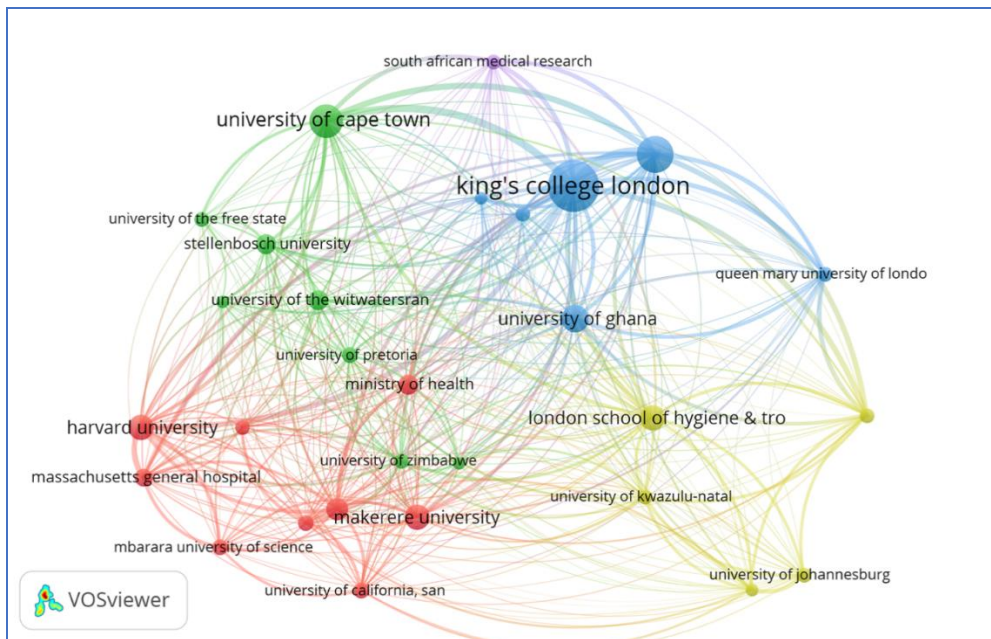 south african medical research
university of cape town
king's college london
university of the free state
stellenbosch university
queen mary university of londo
university of the witwatersran
university of ghana
university of pretoria
ministry of health
london school of hygiene & tro
harvard university
university of zimbabwe
massachusetts general hospital
university of kwazulu-natal
makerere university
mbarara university of science
university of johannesburg
university of california, san
VOSviewer